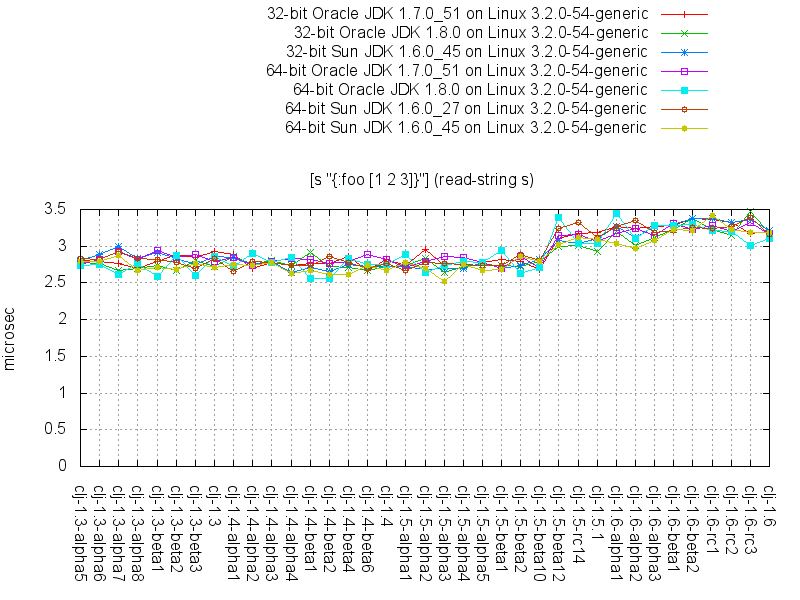 32-bit Oracle JDK 1.7.0_51 on Linux 3.2.0-54-generic
32-bit Oracle JDK 1.8.0 on Linux 3.2.0-54-generic
32-bit Sun JDK 1.6.0_45 on Linux 3.2.0-54-generic
64-bit Oracle JDK 1.7.0_51 on Linux 3.2.0-54-generic
64-bit Oracle JDK 1.8.0 on Linux 3.2.0-54-generic
64-bit Sun JDK 1.6.0_27 on Linux 3.2.0-54-generic
64-bit Sun JDK 1.6.0_45 on Linux 3.2.0-54-generic
[s "{:foo [1 2 3]}"] (read-string s)
microsec
3.5
3
2.5
2
1.5
1
0.5
0
clj-1.3-alpha5
clj-1.3-alpha6
clj-1.3-alpha7
clj-1.3-alpha8
clj-1.3-beta1
clj-1.3-beta2
clj-1.3-beta3
clj-1.3
clj-1.4-alpha1
clj-1.4-alpha2
clj-1.4-alpha3
clj-1.4-alpha4
clj-1.4-beta1
clj-1.4-beta2
clj-1.4-beta4
clj-1.4-beta6
clj-1.4
clj-1.5-alpha1
clj-1.5-alpha2
clj-1.5-alpha3
clj-1.5-alpha4
clj-1.5-alpha5
clj-1.5-beta1
clj-1.5-beta2
clj-1.5-beta10
clj-1.5-beta12
clj-1.5-rc14
clj-1.5.1
clj-1.6-alpha1
clj-1.6-alpha2
clj-1.6-alpha3
clj-1.6-beta1
clj-1.6-beta2
clj-1.6-rc1
clj-1.6-rc2
clj-1.6-rc3
clj-1.6